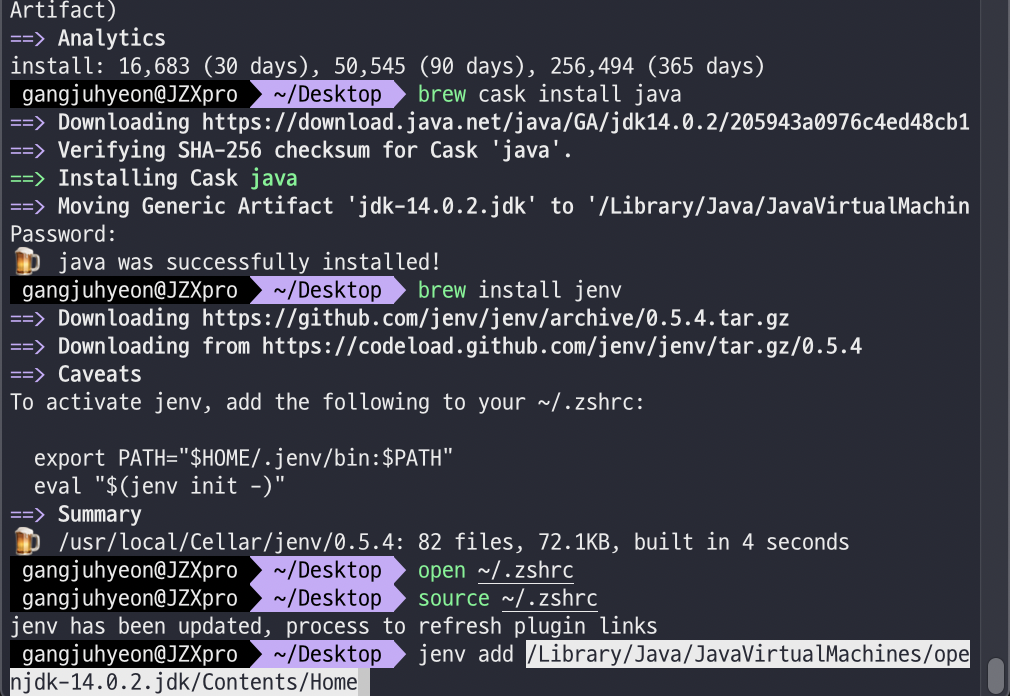 Artifact)
==> Analytics
install: 16,683 (30 days), 50,545 (90 days), 256,494 (365 days)
gangjuhyeon@JZXpro ~/Desktop brew cask install java
==> Downloading https://download.java.net/java/GA/jdk14.0.2/205943a0976c4ed48cb1
==> Verifying SHA-256 checksum for Cask 'java'.
==> Installing Cask java
==> Moving Generic Artifact 'jdk-14.0.2.jdk' to '/Library/Java/JavaVirtualMachin
Password:
🍺 java was successfully installed!
gangjuhyeon@JZXpro ~/Desktop brew install jenv
==> Downloading https://github.com/jenv/jenv/archive/0.5.4.tar.gz
==> Downloading from https://codeload.github.com/jenv/jenv/tar.gz/0.5.4
==> Caveats
To activate jenv, add the following to your ~/.zshrc:
export PATH="$HOME/.jenv/bin:$PATH"
eval "$(jenv init -)"
==> Summary
🍺 /usr/local/Cellar/jenv/0.5.4: 82 files, 72.1KB, built in 4 seconds
gangjuhyeon@JZXpro ~/Desktop open ~/.zshrc
gangjuhyeon@JZXpro ~/Desktop source ~/.zshrc
jenv has been updated, process to refresh plugin links
gangjuhyeon@JZXpro ~/Desktop jenv add /Library/Java/JavaVirtualMachines/ope
njdk-14.0.2.jdk/Contents/Home